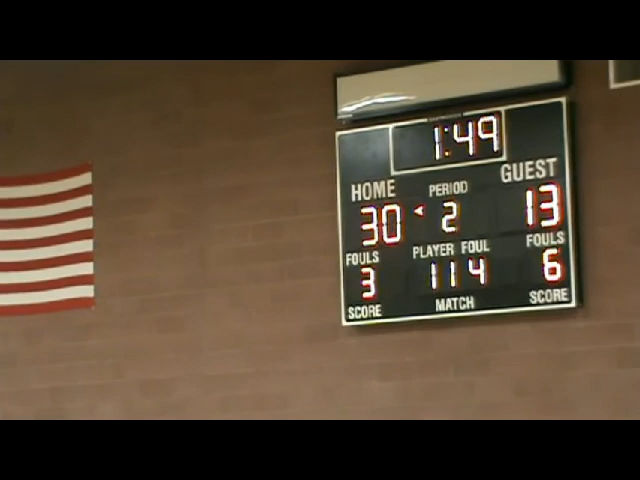 1:49
HOME PERIOD GUEST
30 2 13
FOULS PLAYER FOUL FOULS
3 114 6
SCORE MATCH SCORE